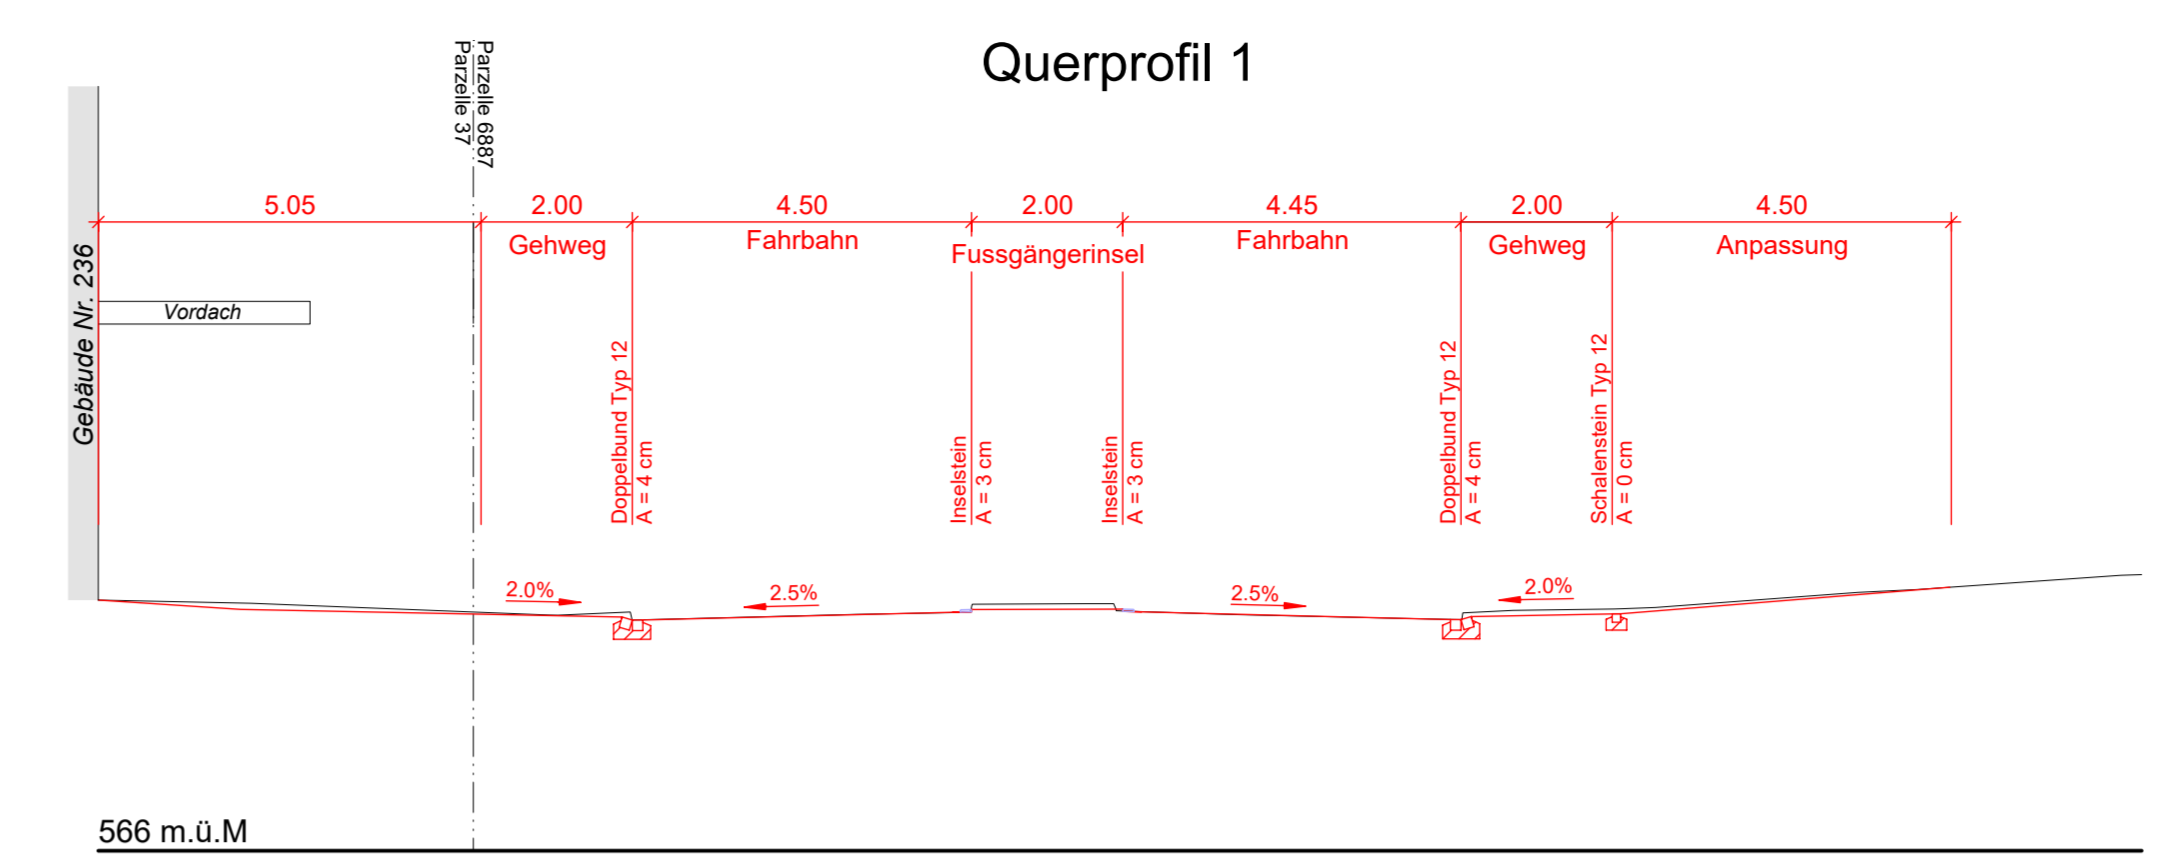 Querprofil 1
Parzelle 6887
Parzelle 37
5.05
2.00
4.50
2.00
4.45
2.00
4.50
Gehweg
Fahrbahn
Fussgängerinsel
Fahrbahn
Gehweg
Anpassung
Gebäude Nr. 236
Vordach
Doppelbund Typ 12
A = 4 cm
Inselstein
A = 3 cm
Inselstein
A = 3 cm
Doppelbund Typ 12
A = 4 cm
Schalenstein Typ 12
A = 0 cm
2.0%
2.5%
2.5%
2.0%
566 m.ü.M